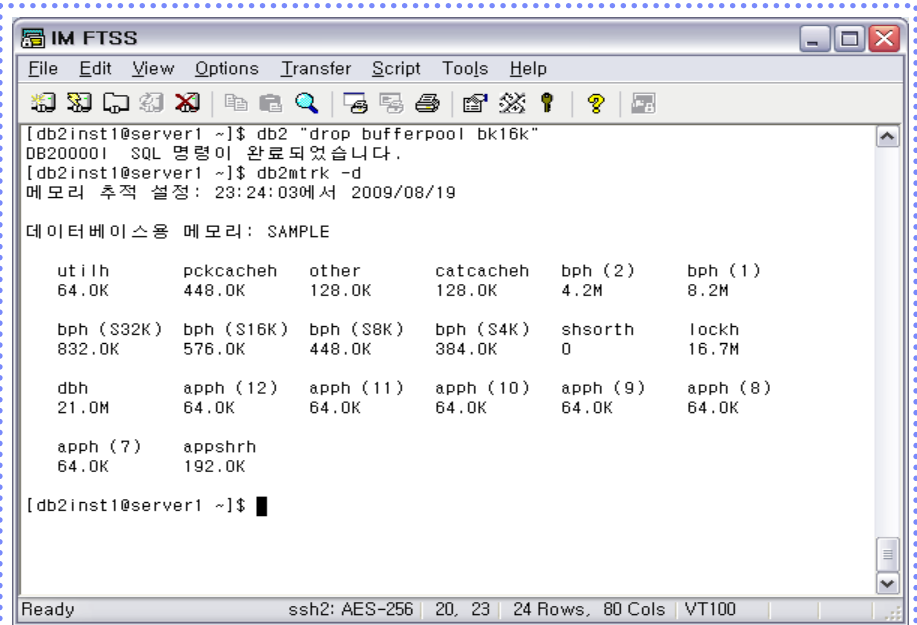 IM FTSS
File Edit View Options Transfer Script Tools Help
[db2inst1@server1 ~]$ db2 "drop bufferpool bk16k"
DB20000I SQL 명령이 완료되었습니다.
[db2inst1@server1 ~]$ db2mtrk -d
메모리 추적 설정: 23:24:03에서 2009/08/19
데이터베이스용 메모리: SAMPLE
utilh pckcacheh other catcacheh bph (2) bph (1)
64.0K 448.0K 128.0K 128.0K 4.2M 8.2M
bph (S32K) bph (S16K) bph (S8K) bph (S4K) shsorth lockh
832.0K 576.0K 448.0K 384.0K 0 16.7M
dbh apph (12) apph (11) apph (10) apph (9) apph (8)
21.0M 64.0K 64.0K 64.0K 64.0K 64.0K
apph (7) appshrh
64.0K 192.0K
[db2inst1@server1 ~]$
Ready ssh2: AES-256 20, 23 24 Rows, 80 Cols VT100